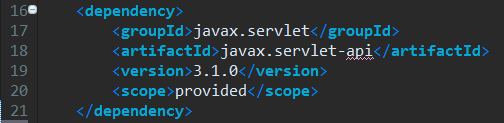 16 <dependency>
17 <groupId>javax.servlet</groupId>
18 <artifactId>javax.servlet-api</artifactId>
19 <version>3.1.0</version>
20 <scope>provided</scope>
21 </dependency>